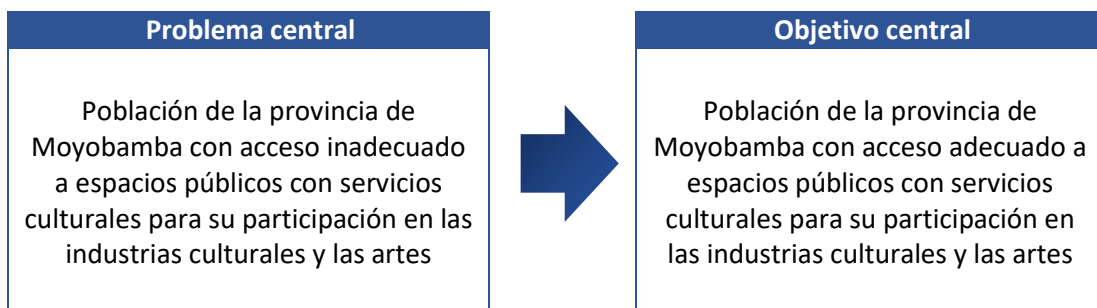 Problema central
Población de la provincia de
Moyobamba con acceso inadecuado
a espacios públicos con servicios
culturales para su participación en las
industrias culturales y las artes
Objetivo central
Población de la provincia de
Moyobamba con acceso adecuado a
espacios públicos con servicios
culturales para su participación en
las industrias culturales y las artes